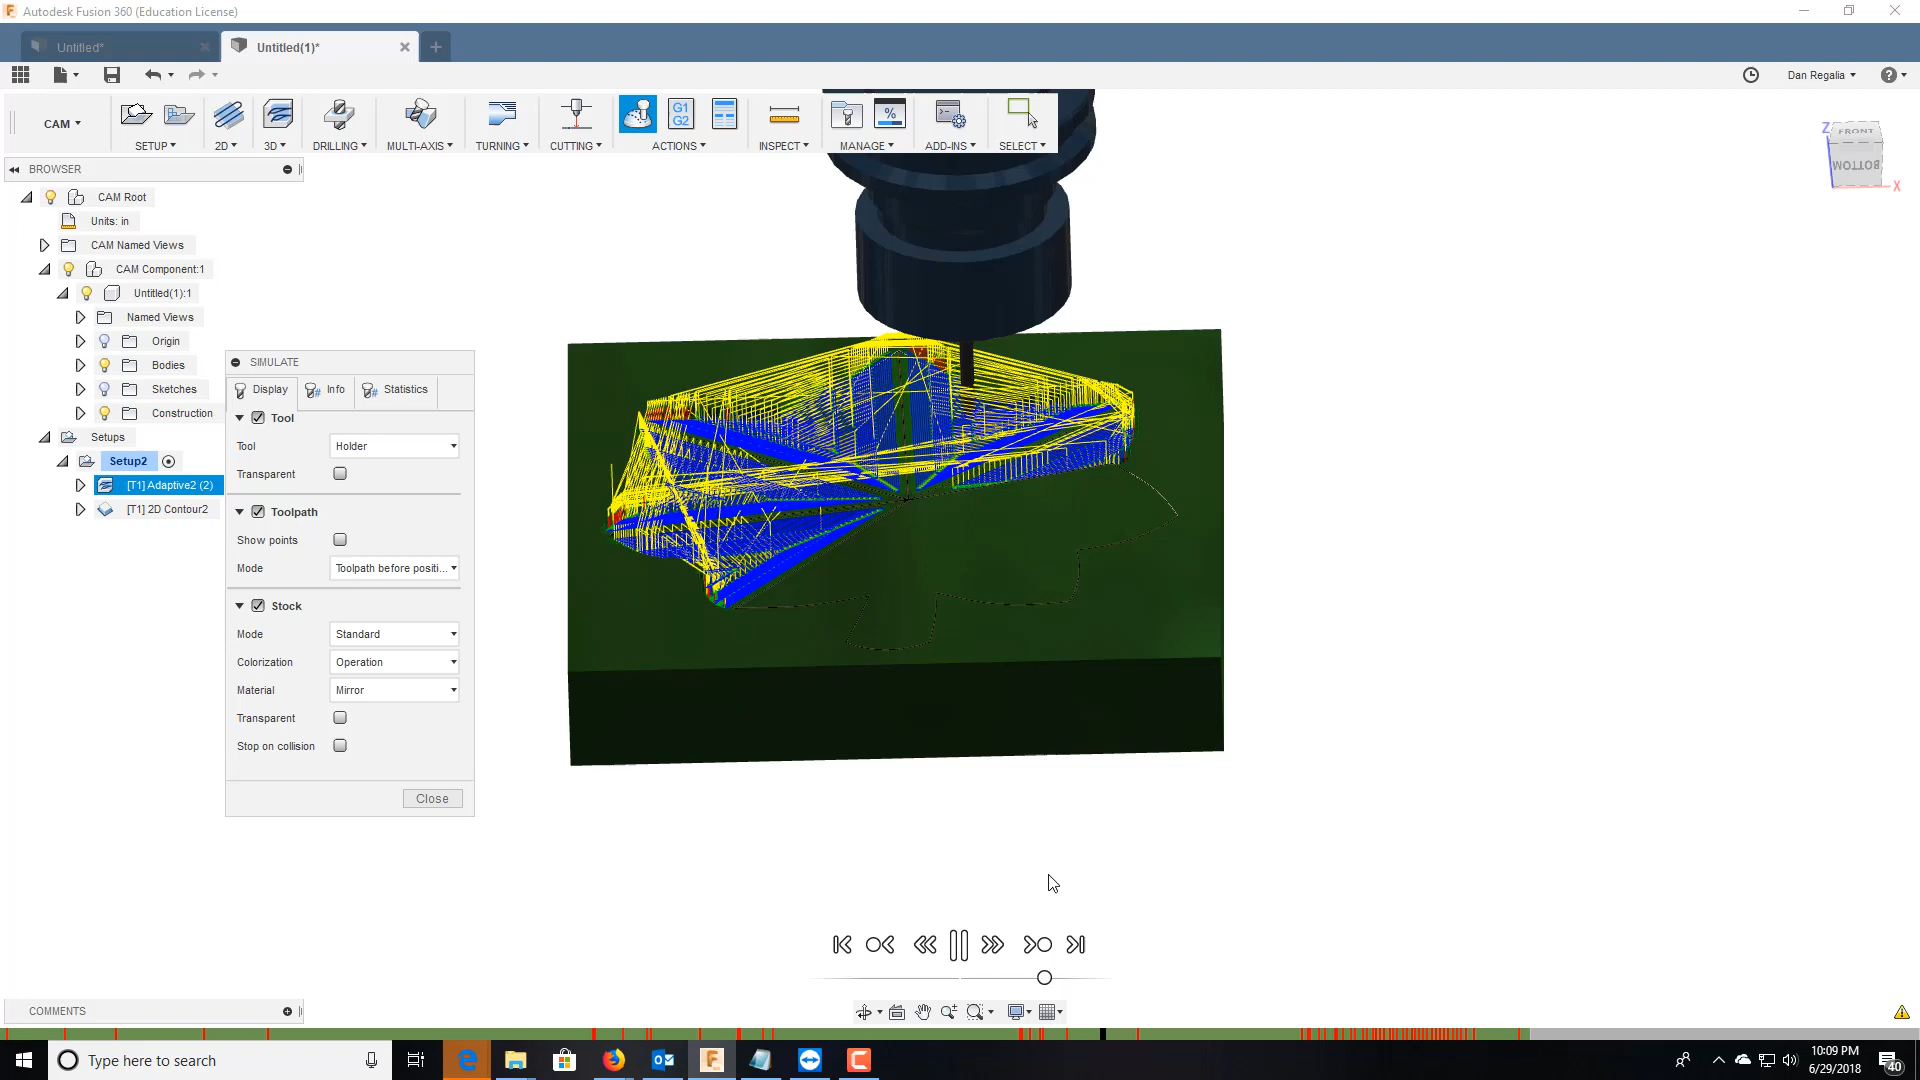 Autodesk Fusion 360 (Education License)
Untitled*
Untitled(1)*
Dan Regalia
CAM
SETUP
2D
3D
DRILLING
MULTI-AXIS
TURNING
CUTTING
G1
G2
ACTIONS
INSPECT
%
MANAGE
ADD-INS
SELECT
Z
FRONT
BOTTOM
X
BROWSER
CAM Root
Units: in
CAM Named Views
CAM Component:1
Untitled(1):1
Named Views
Origin
Bodies
Sketches
Construction
Setups
Setup2
[T1] Adaptive2 (2)
[T1] 2D Contour2
SIMULATE
Display
Info
Statistics
Tool
Tool
Holder
Transparent
Toolpath
Show points
Mode
Toolpath before positi...
Stock
Mode
Standard
Colorization
Operation
Material
Mirror
Transparent
Stop on collision
Close
COMMENTS
Type here to search
10:09 PM
6/29/2018
40